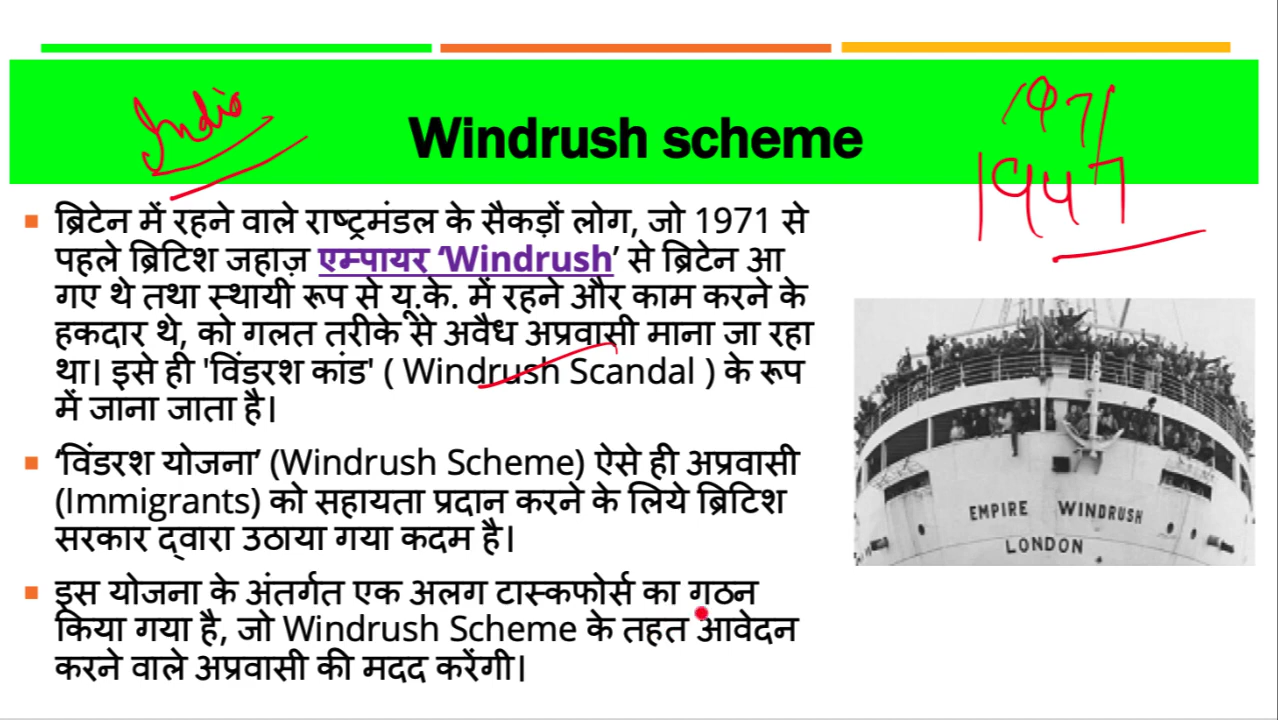 India
Windrush scheme
1971
1947
ब्रिटेन में रहने वाले राष्ट्रमंडल के सैकड़ों लोग, जो 1971 से
पहले ब्रिटिश जहाज़ एम्पायर ‘Windrush’ से ब्रिटेन आ
गए थे तथा स्थायी रूप से यू.के. में रहने और काम करने के
हकदार थे, को गलत तरीके से अवैध अप्रवासी माना जा रहा
था। इसे ही 'विंडरश कांड' ( Windrush Scandal ) के रूप
में जाना जाता है।
‘विंडरश योजना’ (Windrush Scheme) ऐसे ही अप्रवासी
(Immigrants) को सहायता प्रदान करने के लिये ब्रिटिश
सरकार द्वारा उठाया गया कदम है।
इस योजना के अंतर्गत एक अलग टास्कफोर्स का गठन
किया गया है, जो Windrush Scheme के तहत आवेदन
करने वाले अप्रवासी की मदद करेंगी।
EMPIRE WINDRUSH
LONDON